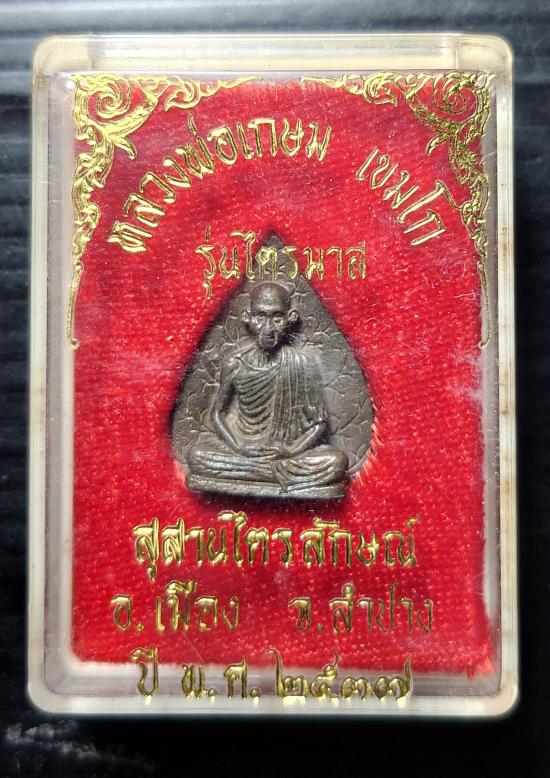 หลวงพ่อเกษม เขมโก
รุ่นไตรมาส
สุสานไตรลักษณ์
อ.เมือง จ.ลำปาง
ปี พ.ศ.๒๕๓๗